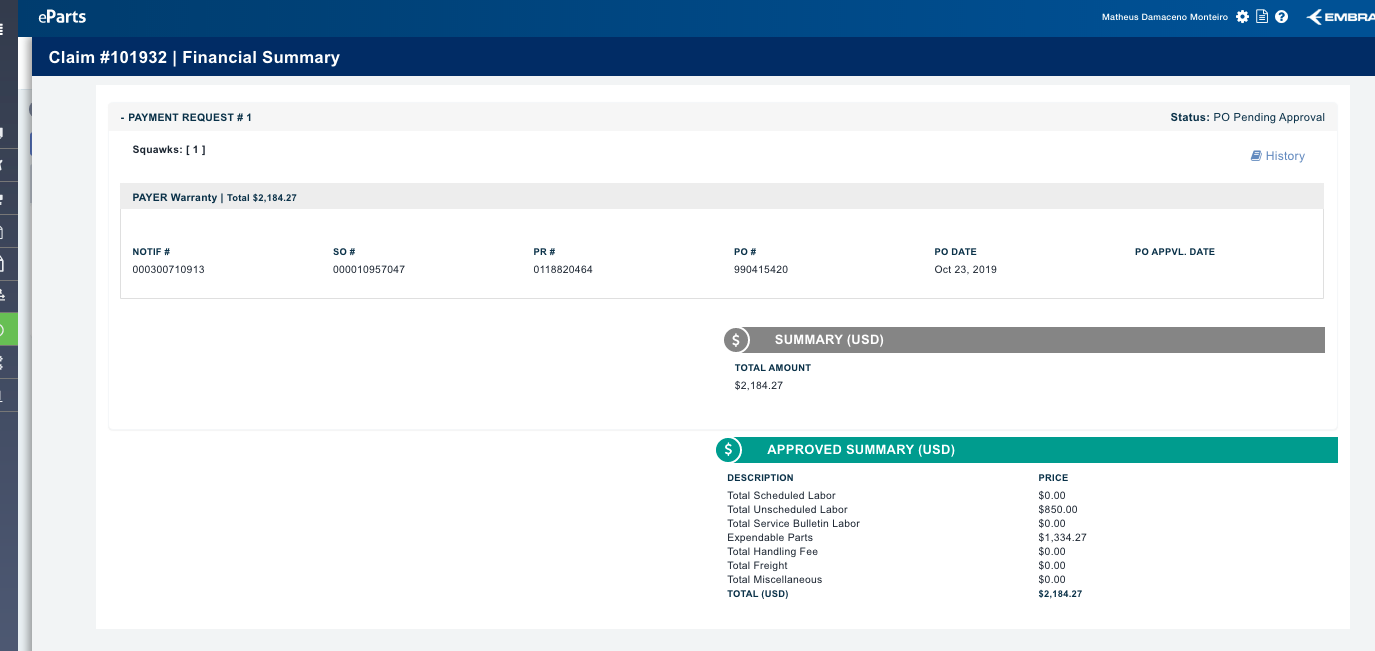 eParts
Matheus Damaceno Monteiro
Claim #101932 | Financial Summary
- PAYMENT REQUEST # 1
Status: PO Pending Approval
Squawks: [ 1 ]
History
PAYER Warranty | Total $2,184.27
NOTIF # SO # PR # PO # PO DATE PO APPVL. DATE
000300710913 000010957047 0118820464 990415420 Oct 23, 2019
$ SUMMARY (USD)
TOTAL AMOUNT
$2,184.27
$ APPROVED SUMMARY (USD)
DESCRIPTION PRICE
Total Scheduled Labor $0.00
Total Unscheduled Labor $850.00
Total Service Bulletin Labor $0.00
Expendable Parts $1,334.27
Total Handling Fee $0.00
Total Freight $0.00
Total Miscellaneous $0.00
TOTAL (USD) $2,184.27